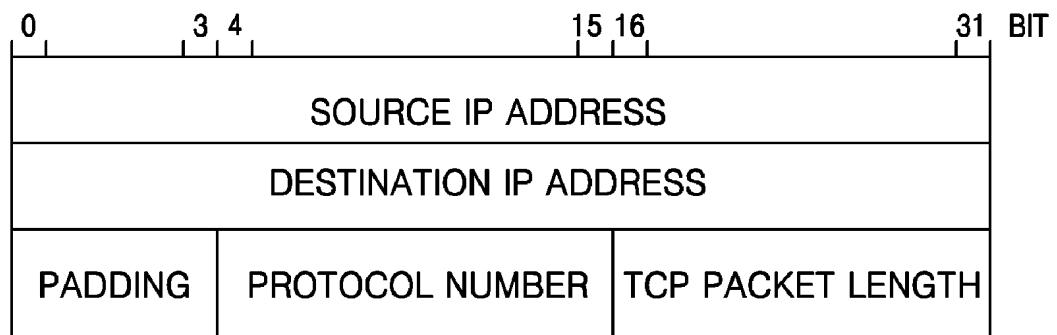 0 3 4 15 16 31 BIT
SOURCE IP ADDRESS
DESTINATION IP ADDRESS
PADDING PROTOCOL NUMBER TCP PACKET LENGTH